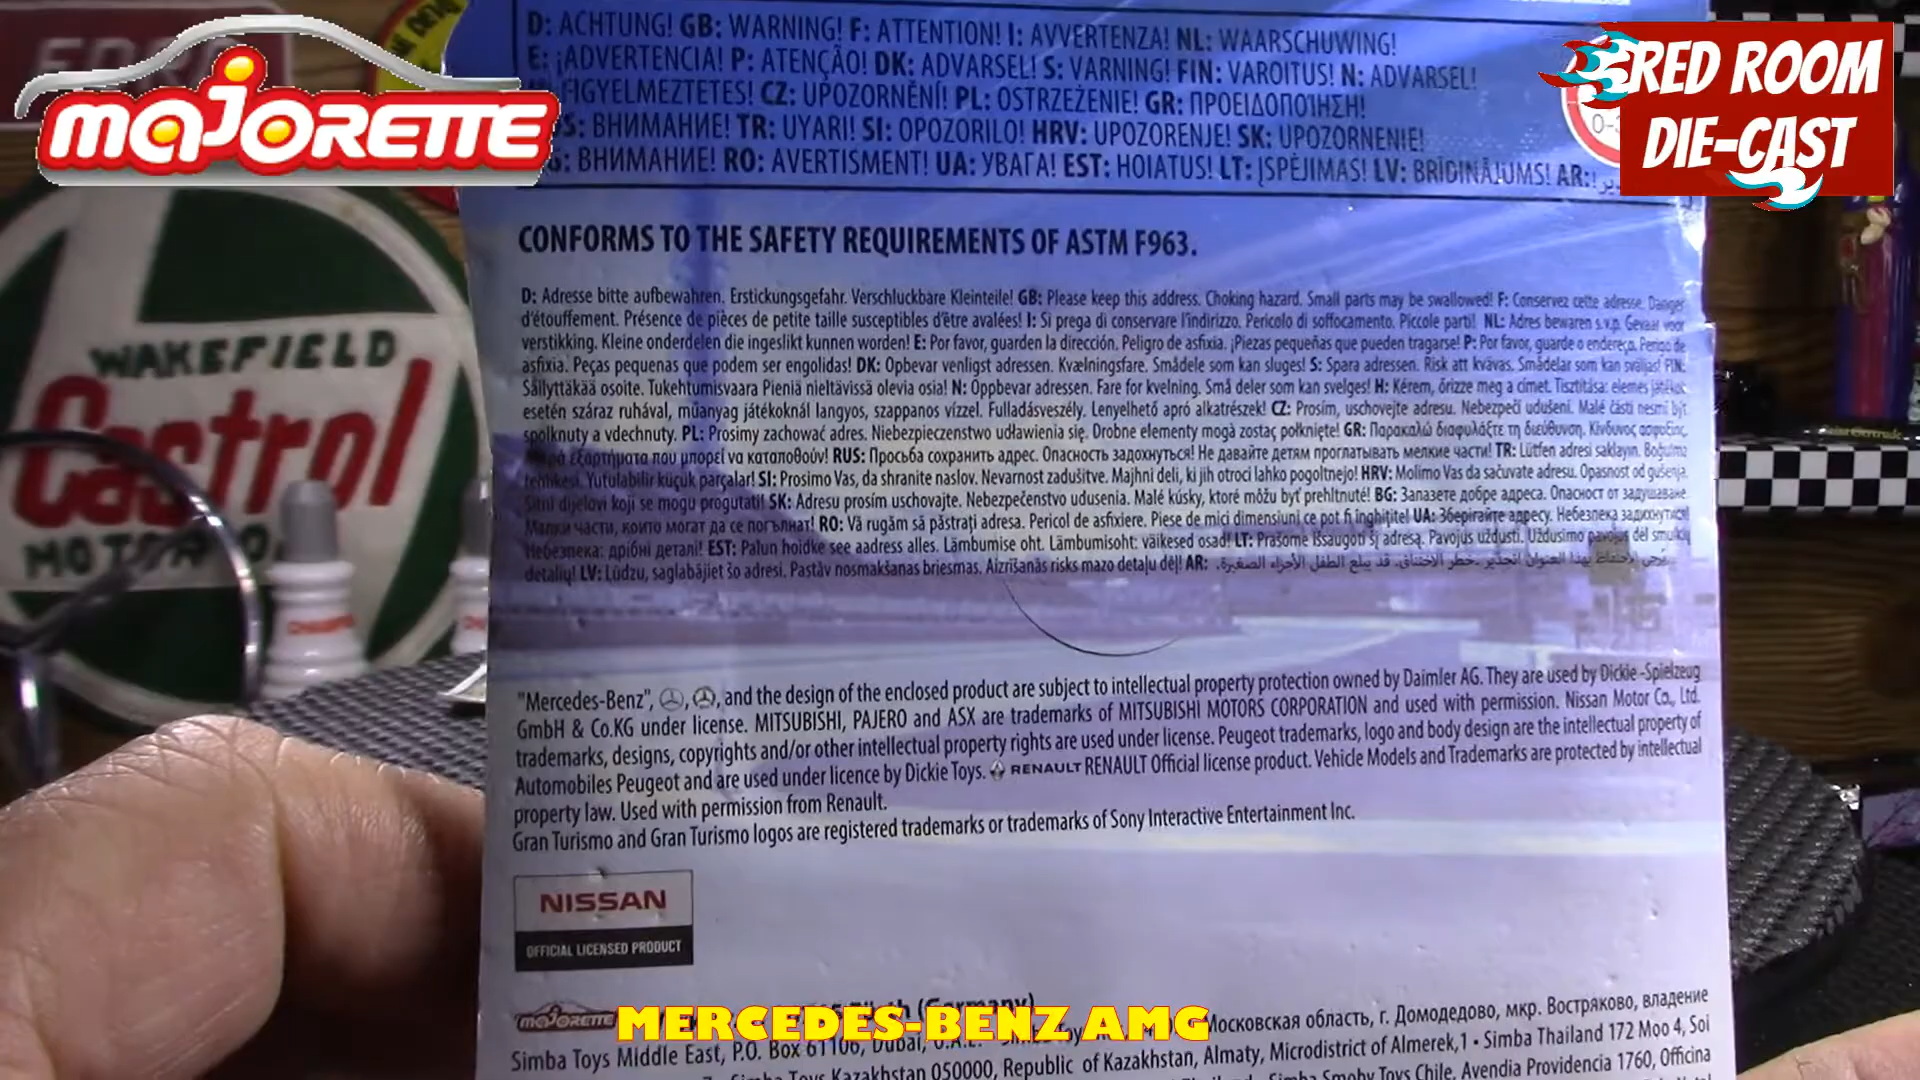 majorette
RED ROOM
DIE-CAST
WAKEFIELD
Castrol
D: ACHTUNG! GB: WARNING! F: ATTENTION! I: AVVERTENZA! NL: WAARSCHUWING!
E: ¡ADVERTENCIA! P: ATENÇÃO! DK: ADVARSEL! S: VARNING! FIN: VAROITUS! N: ADVARSEL!
FIGYELMEZTETES! CZ: UPOZORNĚNÍ! PL: OSTRZEŻENIE! GR: ΠΡΟΕΙΔΟΠΟΊΗΣΗ!
S: ВНИМАНИЕ! TR: UYARI! SI: OPOZORILO! HRV: UPOZORENJE! SK: UPOZORNENIE!
G: ВНИМАНИЕ! RO: AVERTISMENT! UA: УВАГА! EST: HOIATUS! LT: ĮSPĖJIMAS! LV: BRĪDINĀJUMS! AR:
CONFORMS TO THE SAFETY REQUIREMENTS OF ASTM F963.
D: Adresse bitte aufbewahren. Erstickungsgefahr. Verschluckbare Kleinteile! GB: Please keep this address. Choking hazard. Small parts may be swallowed! F: Conservez cette adresse. Danger
d'étouffement. Présence de pièces de petite taille susceptibles d'être avalées! I: Si prega di conservare l'indirizzo. Pericolo di soffocamento. Piccole parti! NL: Adres bewaren s.v.p. Gevaar voor
verstikking. Kleine onderdelen die ingeslikt kunnen worden! E: Por favor, guarden la dirección. Peligro de asfixia. ¡Piezas pequeñas que pueden tragarse! P: Por favor, guarde o endereço. Perigo de
asfixia. Peças pequenas que podem ser engolidas! DK: Opbevar venligst adressen. Kvælningsfare. Smådele som kan sluges! S: Spara adressen. Risk att kvävas. Smådelar som kan sväljas! FIN:
Säilyttäkää osoite. Tukehtumisvaara Pieniä nieltävissä olevia osia! N: Oppbevar adressen. Fare for kvelning. Små deler som kan svelges! H: Kérem, őrizze meg a címet. Tisztítása: elemes játékok
esetén száraz ruhával, műanyag játékoknál langyos, szappanos vízzel. Fulladásveszély. Lenyelhető apró alkatrészek! CZ: Prosím, uschovejte adresu. Nebezpečí udušení. Malé části nesmí být
spolknuty a vdechnuty. PL: Prosimy zachować adres. Niebezpieczenstwo udławienia się. Drobne elementy mogà zostaç połkniète! GR: Παρακαλώ διαφυλάξτε τη διεύθυνση. Κίνδυνος ασφυξίας.
εξαρτήματα που μπορεί να καταποθούν! RUS: Просьба сохранить адрес. Опасность задохнуться! Не давайте детям проглатывать мелкие части! TR: Lütfen adresi saklayın. Boğulma
tehlikesi. Yutulabilir küçük parçalar! SI: Prosimo Vas, da shranite naslov. Nevarnost zadušitve. Majhni deli, ki jih otroci lahko pogoltnejo! HRV: Molimo Vas da sačuvate adresu. Opasnost od gušenja.
Sitni dijelovi koji se mogu progutati! SK: Adresu prosím uschovajte. Nebezpečenstvo udusenia. Malé kúsky, ktoré môžu byť prehltnuté! BG: Запазете добре адреса. Опасност от задушаване.
Малки части, които могат да се погълнат! RO: Vă rugăm să păstraţi adresa. Pericol de asfixiere. Piese de mici dimensiuni ce pot fi înghiţite! UA: Зберігайте адресу. Небезпека задихнутися!
Небезпека: дрібні деталі! EST: Palun hoidke see aadress alles. Lämbumise oht. Lämbumisoht: väikesed osad! LT: Prašome išsaugoti šį adresą. Pavojus uždusti. Uždusimo pavojus dėl smulkių
detalių! LV: Lūdzu, saglabājiet šo adresi. Pastāv nosmakšanas briesmas. Aizrīšanās risks mazo detaļu dēļ! AR:
"Mercedes-Benz", , , and the design of the enclosed product are subject to intellectual property protection owned by Daimler AG. They are used by Dickie -Spielzeug
GmbH & Co.KG under license. MITSUBISHI, PAJERO and ASX are trademarks of MITSUBISHI MOTORS CORPORATION and used with permission. Nissan Motor Co., Ltd.
trademarks, designs, copyrights and/or other intellectual property rights are used under license. Peugeot trademarks, logo and body design are the intellectual property of
Automobiles Peugeot and are used under licence by Dickie Toys. RENAULT RENAULT Official license product. Vehicle Models and Trademarks are protected by intellectual
property law. Used with permission from Renault.
Gran Turismo and Gran Turismo logos are registered trademarks or trademarks of Sony Interactive Entertainment Inc.
NISSAN
OFFICIAL LICENSED PRODUCT
majorette (Germany)
MERCEDES-BENZ AMG
Московская область, г. Домодедово, мкр. Востряково, владение
Simba Toys Middle East, P.O. Box 61106, Dubai, U.A.E. Republic of Kazakhstan, Almaty, Microdistrict of Almerek,1 • Simba Thailand 172 Moo 4, Soi
Simba Toys Kazakhstan 050000, Simba Smoby Toys Chile, Avendia Providencia 1760, Officina